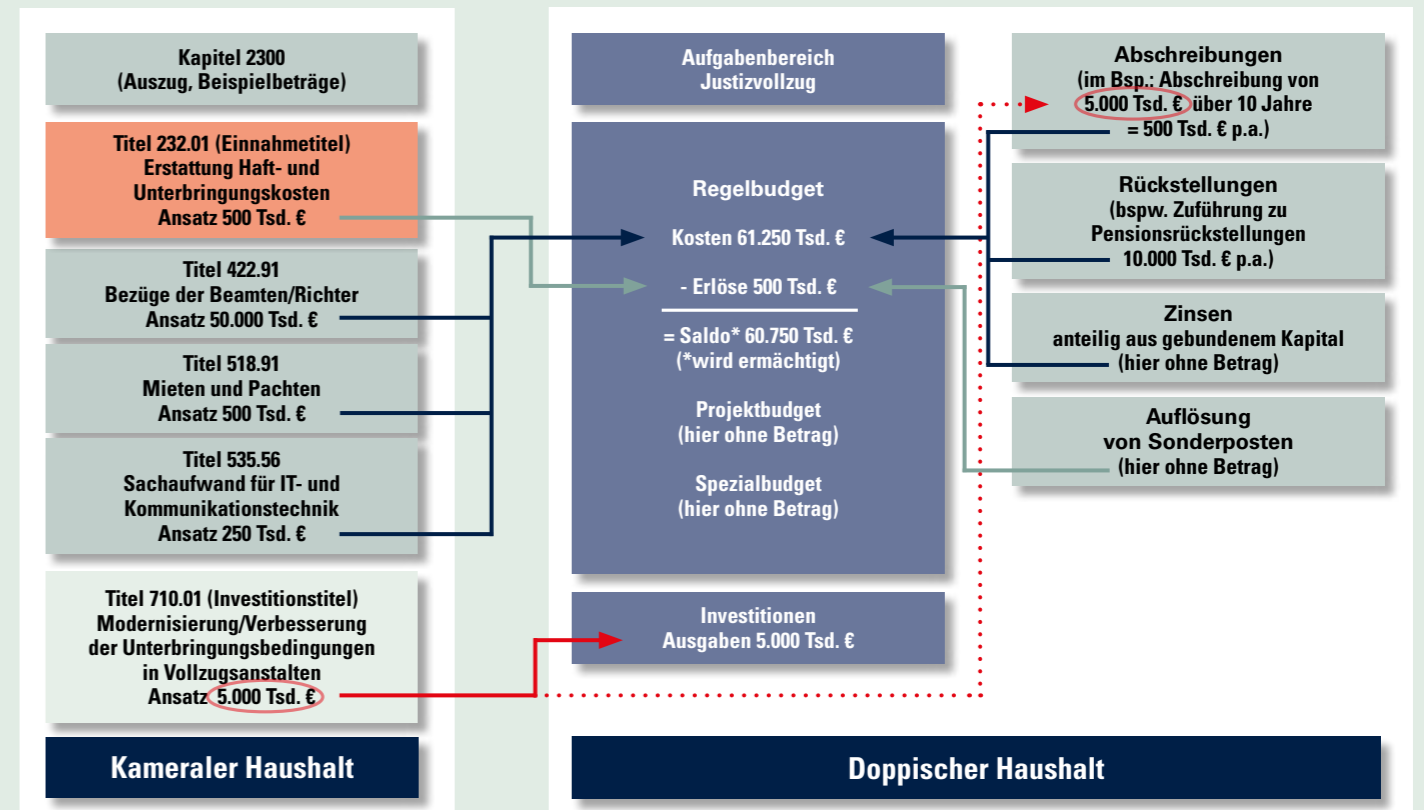 Kapitel 2300
(Auszug, Beispielbeträge)
Titel 232.01 (Einnahmetitel)
Erstattung Haft- und
Unterbringungskosten
Ansatz 500 Tsd. €
Titel 422.91
Bezüge der Beamten/Richter
Ansatz 50.000 Tsd. €
Titel 518.91
Mieten und Pachten
Ansatz 500 Tsd. €
Titel 535.56
Sachaufwand für IT- und
Kommunikationstechnik
Ansatz 250 Tsd. €
Titel 710.01 (Investitionstitel)
Modernisierung/Verbesserung
der Unterbringungsbedingungen
in Vollzugsanstalten
Ansatz 5.000 Tsd. €
Kameraler Haushalt
Aufgabenbereich
Justizvollzug
Regelbudget
Kosten 61.250 Tsd. €
- Erlöse 500 Tsd. €
= Saldo* 60.750 Tsd. €
(*wird ermächtigt)
Projektbudget
(hier ohne Betrag)
Spezialbudget
(hier ohne Betrag)
Investitionen
Ausgaben 5.000 Tsd. €
Abschreibungen
(im Bsp.: Abschreibung von
5.000 Tsd. € über 10 Jahre
= 500 Tsd. € p.a.)
Rückstellungen
(bspw. Zuführung zu
Pensionsrückstellungen
10.000 Tsd. € p.a.)
Zinsen
anteilig aus gebundenem Kapital
(hier ohne Betrag)
Auflösung
von Sonderposten
(hier ohne Betrag)
Doppischer Haushalt